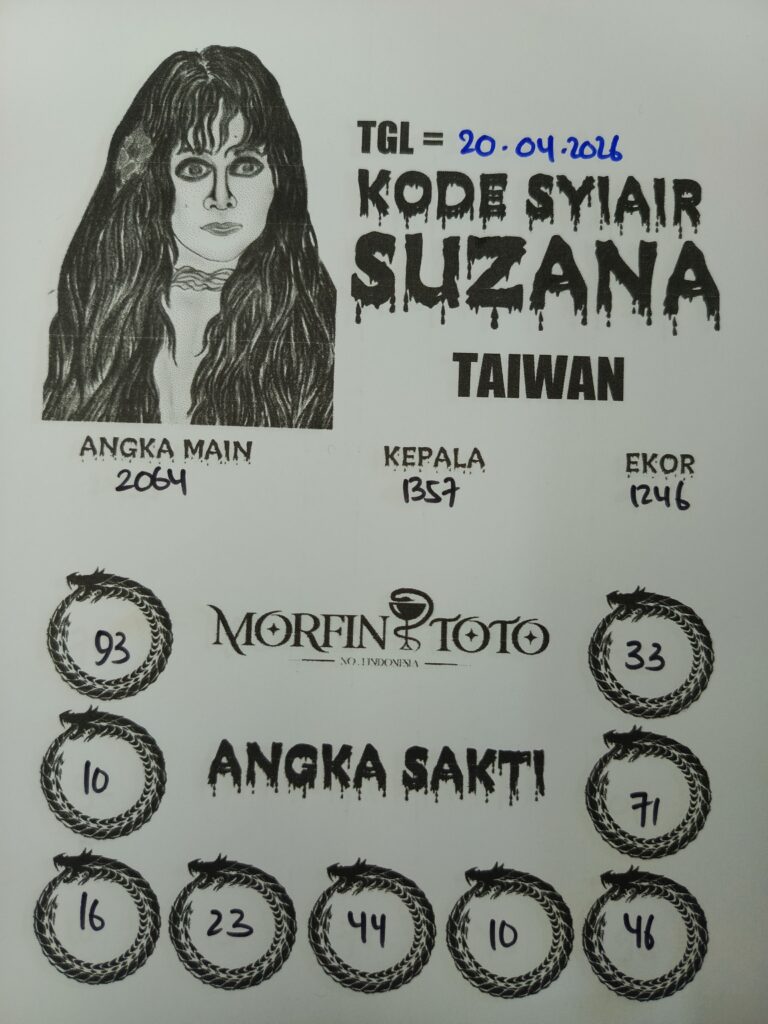 TGL = 20.04.2026
KODE SYIAIR
SUZANA
TAIWAN
ANGKA MAIN
2064
KEPALA
1357
EKOR
1246
93
MORFIN TOTO
NO.1 INDONESIA
33
10
ANGKA SAKTI
71
16
23
44
10
46